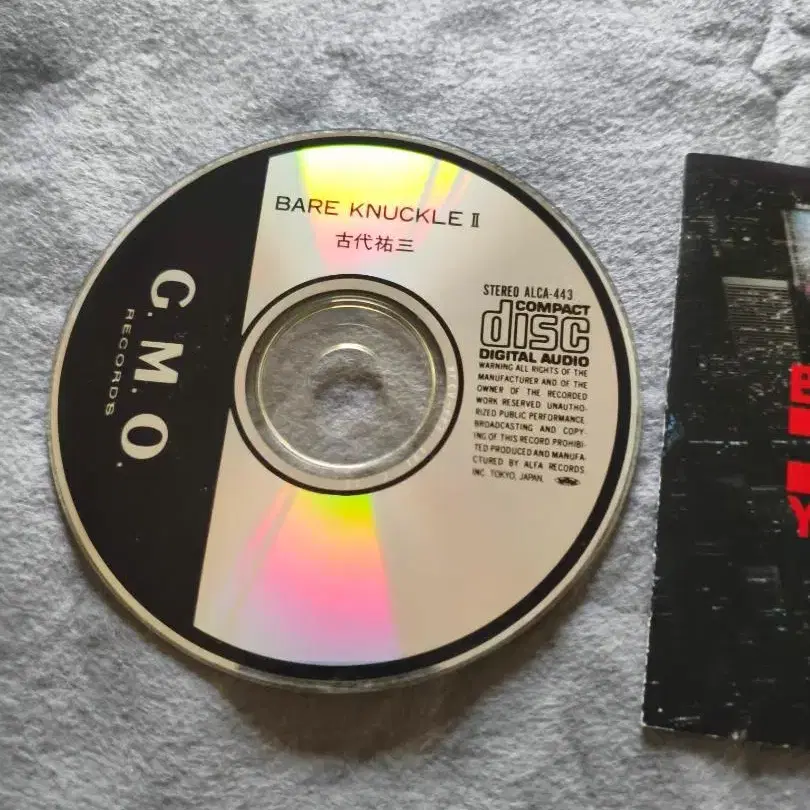 BARE KNUCKLE II
古代祐三
G.M.O.
RECORDS
STEREO ALCA-443
COMPACT
disc
DIGITAL AUDIO
WARNING ALL RIGHTS OF THE
MANUFACTURER AND OF THE
OWNER OF THE RECORDED
WORK RESERVED UNAUTHO-
RIZED PUBLIC PERFORMANCE
BROADCASTING AND COPY-
ING OF THIS RECORD PROHIBI-
TED PRODUCED AND MANUFA-
CTURED BY ALFA RECORDS
INC. TOKYO, JAPAN.
B
Y